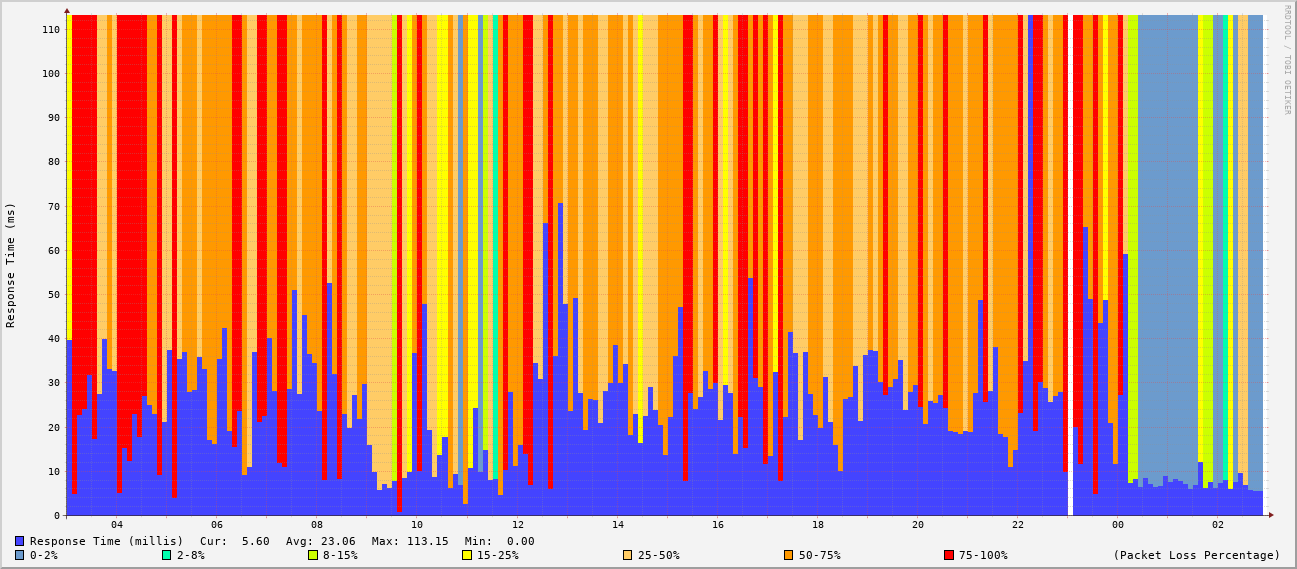 RRDTOOL / TOBI OETIKER
Response Time (ms)
110
100
90
80
70
60
50
40
30
20
10
0
04 06 08 10 12 14 16 18 20 22 00 02
Response Time (millis) Cur: 5.60 Avg: 23.06 Max: 113.15 Min: 0.00
0-2% 2-8% 8-15% 15-25% 25-50% 50-75% 75-100% (Packet Loss Percentage)